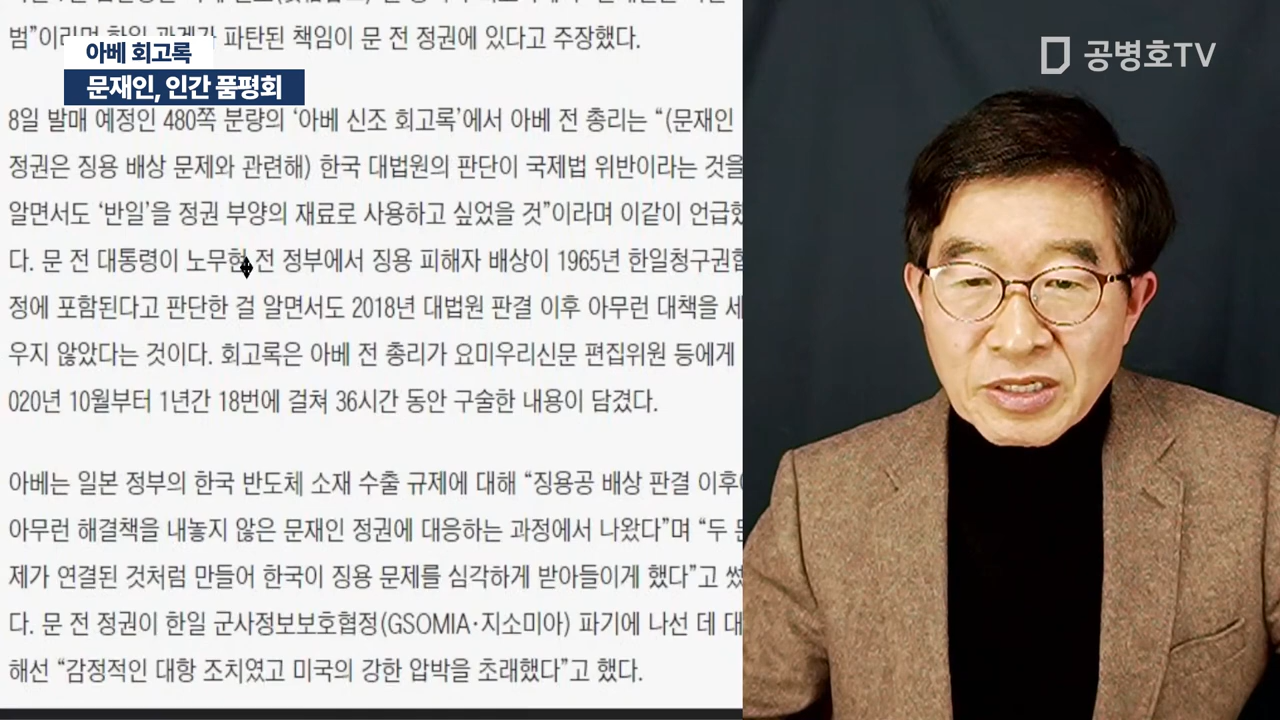 아베 회고록
문재인, 인간 품평회
공병호TV
범”이라며 한일 관계가 파탄된 책임이 문 전 정권에 있다고 주장했다.
8일 발매 예정인 480쪽 분량의 ‘아베 신조 회고록’에서 아베 전 총리는 “(문재인
정권은 징용 배상 문제와 관련해) 한국 대법원의 판단이 국제법 위반이라는 것을
알면서도 ‘반일’을 정권 부양의 재료로 사용하고 싶었을 것”이라며 이같이 언급했
다. 문 전 대통령이 노무현 전 정부에서 징용 피해자 배상이 1965년 한일청구권협
정에 포함된다고 판단한 걸 알면서도 2018년 대법원 판결 이후 아무런 대책을 세
우지 않았다는 것이다. 회고록은 아베 전 총리가 요미우리신문 편집위원 등에게
020년 10월부터 1년간 18번에 걸쳐 36시간 동안 구술한 내용이 담겼다.
아베는 일본 정부의 한국 반도체 소재 수출 규제에 대해 “징용공 배상 판결 이후
아무런 해결책을 내놓지 않은 문재인 정권에 대응하는 과정에서 나왔다”며 “두
제가 연결된 것처럼 만들어 한국이 징용 문제를 심각하게 받아들이게 했다”고 썼
다. 문 전 정권이 한일 군사정보보호협정(GSOMIA·지소미아) 파기에 나선 데 대
해선 “감정적인 대항 조치였고 미국의 강한 압박을 초래했다”고 했다.